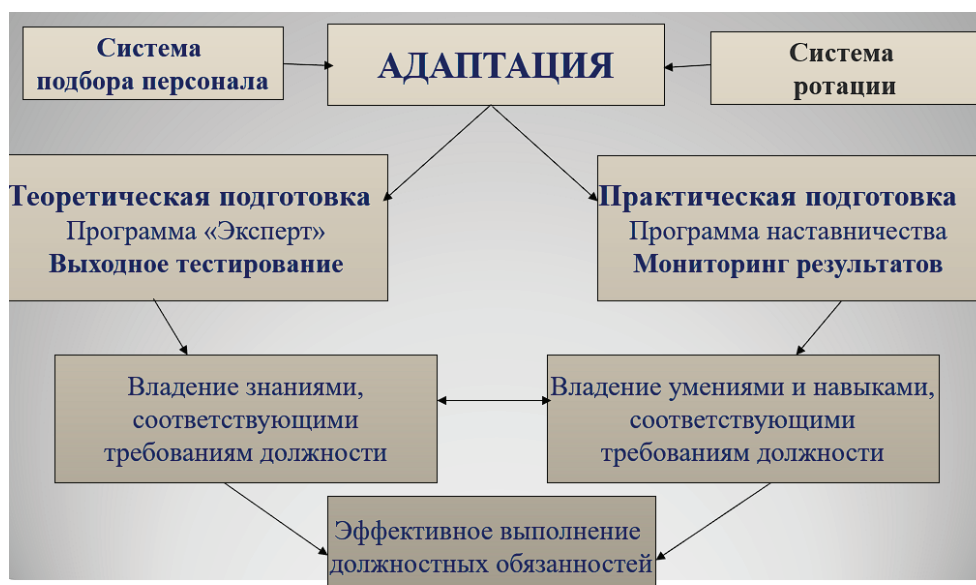 Система
подбора персонала
АДАПТАЦИЯ
Система
ротации
Теоретическая подготовка
Программа «Эксперт»
Выходное тестирование
Практическая подготовка
Программа наставничества
Мониторинг результатов
Владение знаниями,
соответствующими
требованиям должности
Владение умениями и навыками,
соответствующими
требованиям должности
Эффективное выполнение
должностных обязанностей